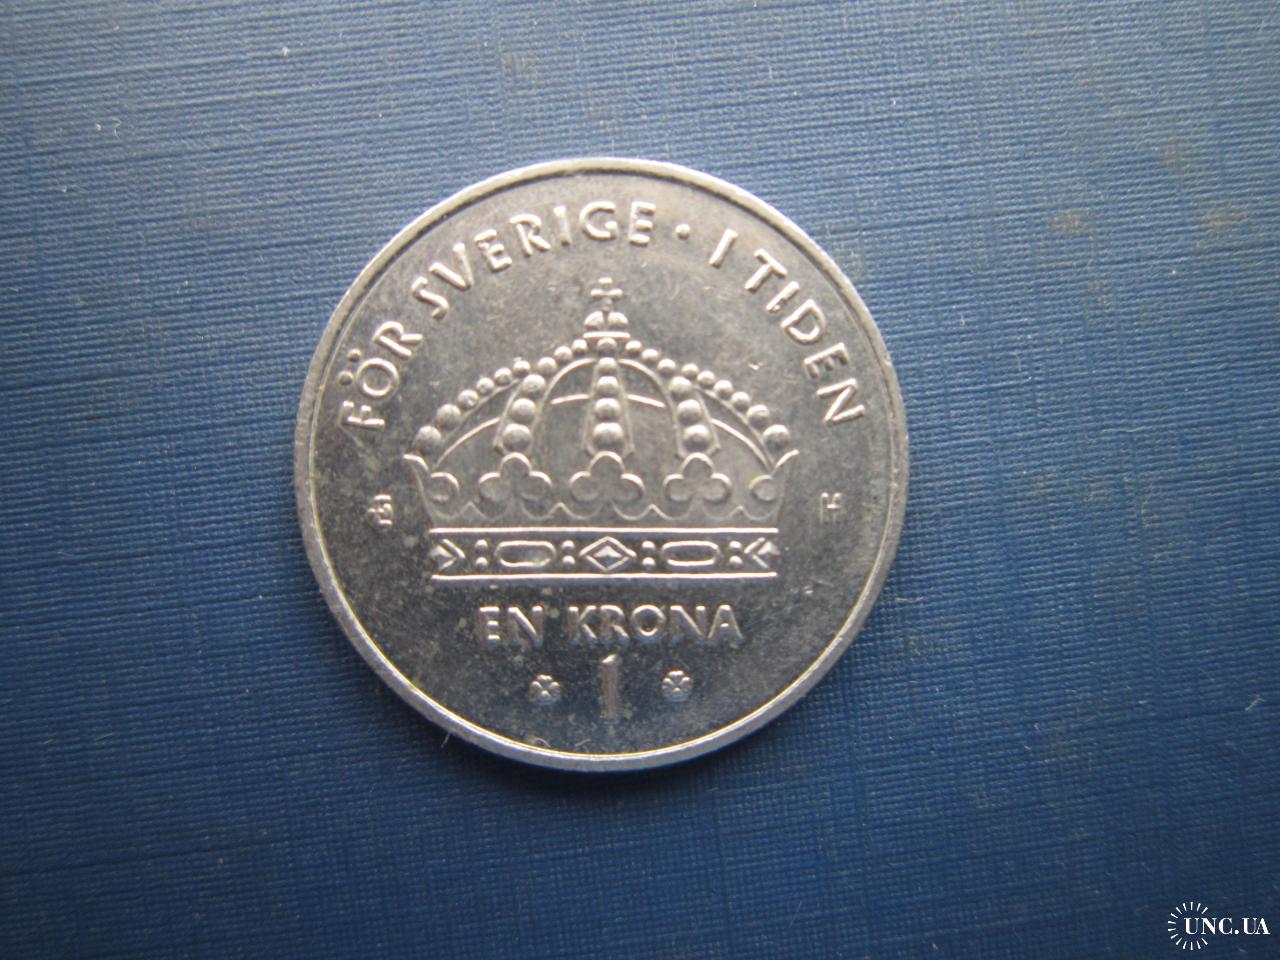 FÖR SVERIGE · I TIDEN
H
EN KRONA
1
UNC.UA